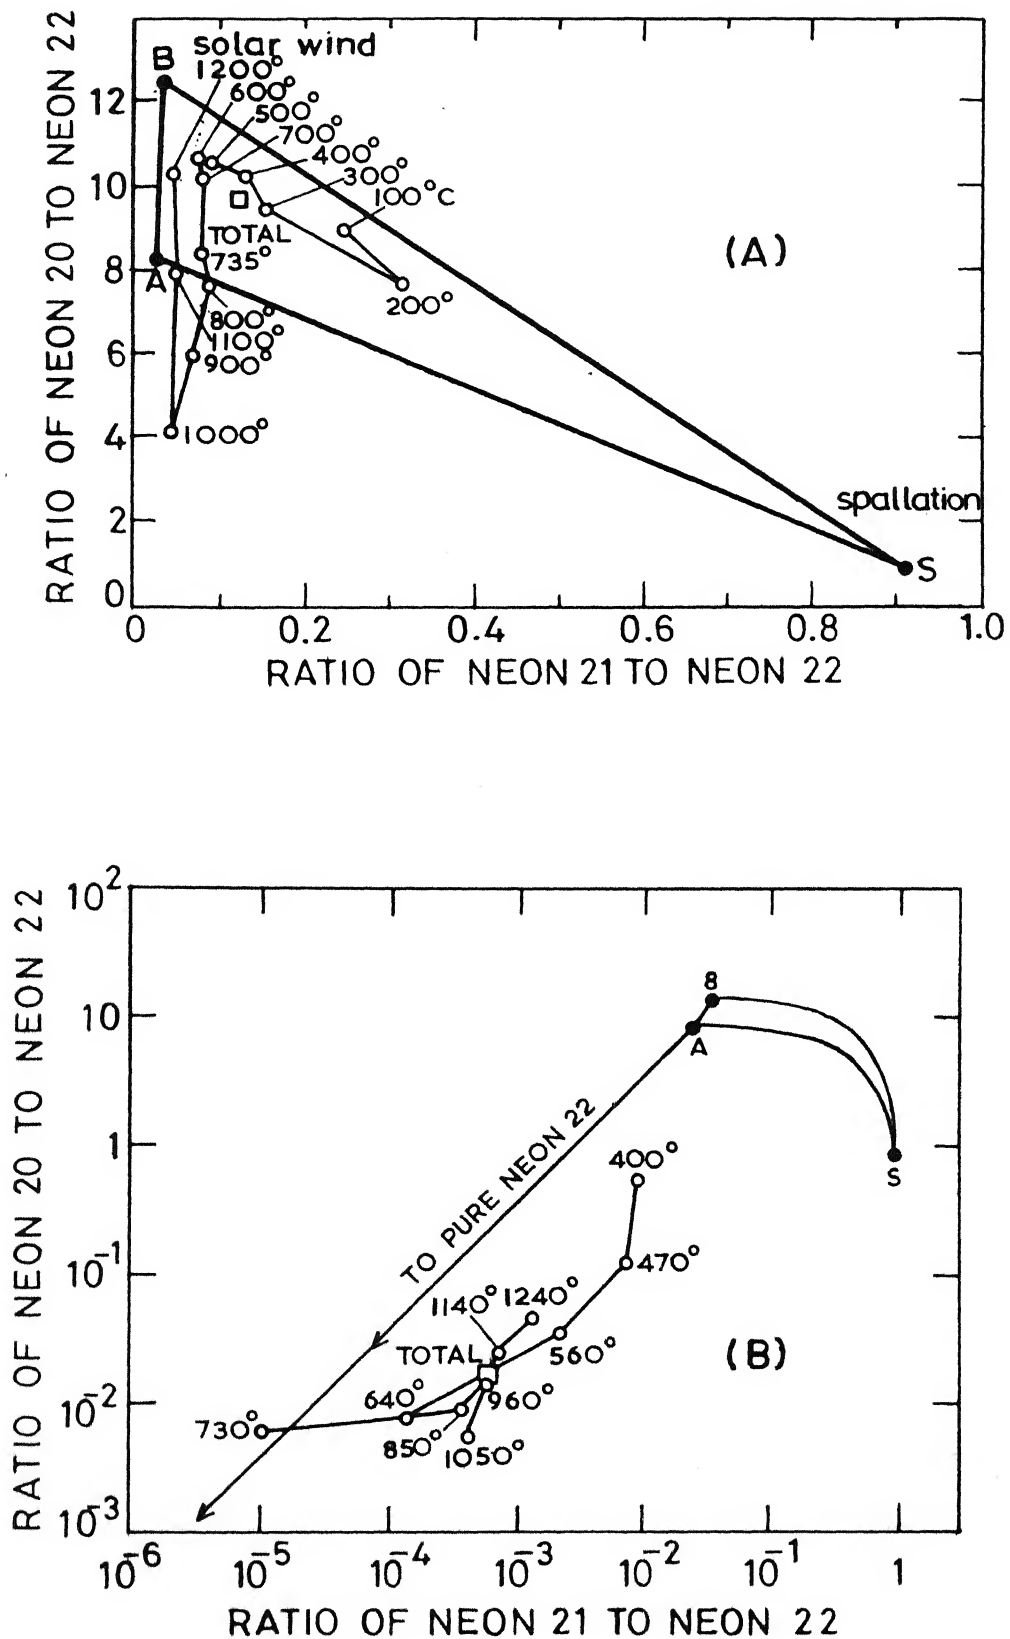 RATIO OF NEON 20 TO NEON 22
12
10
8
6
4
2
0
B
solar wind
1200°
600°
500°
700°
400°
300°
100°C
TOTAL
735°
A
200°
800°
1100°
900°
1000°
(A)
spallation
S
0 0.2 0.4 0.6 0.8 1.0
RATIO OF NEON 21 TO NEON 22
RATIO OF NEON 20 TO NEON 22
10²
10
1
10⁻¹
10⁻²
10⁻³
8
A
S
TO PURE NEON 22
400°
470°
1140° 1240°
TOTAL
560°
640°
960°
730°
850°
1050°
(B)
10⁻⁶ 10⁻⁵ 10⁻⁴ 10⁻³ 10⁻² 10⁻¹ 1
RATIO OF NEON 21 TO NEON 22